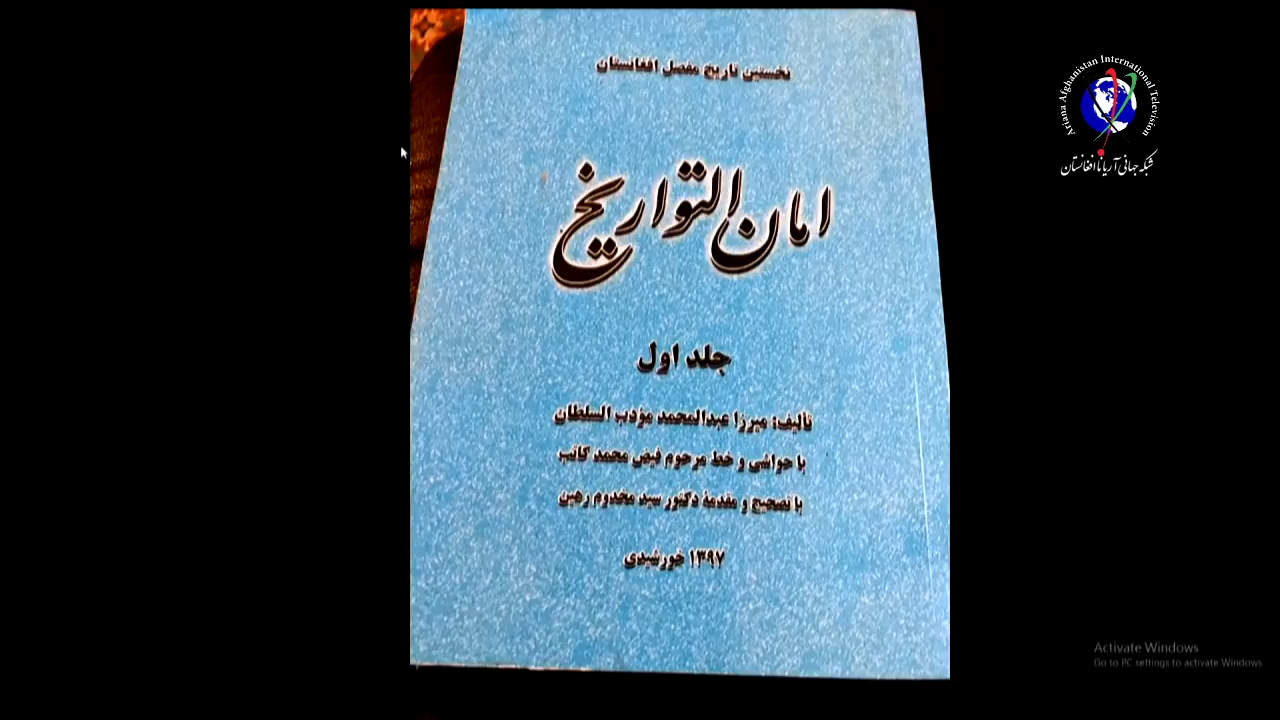 نخستین تاریخ مفصل افغانستان
امان التواریخ
جلد اول
تألیف: میرزا عبدالمحمد مؤدب السلطان
با حواشی و خط مرحوم فیض محمد کاتب
با تصحیح و مقدمهٔ دکتور سید مخدوم رهین
۱۳۹۷ خورشیدی
Ariana Afghanistan International Television
شبکه جهانی آریانا افغانستان
Activate Windows
Go to PC settings to activate Windows.